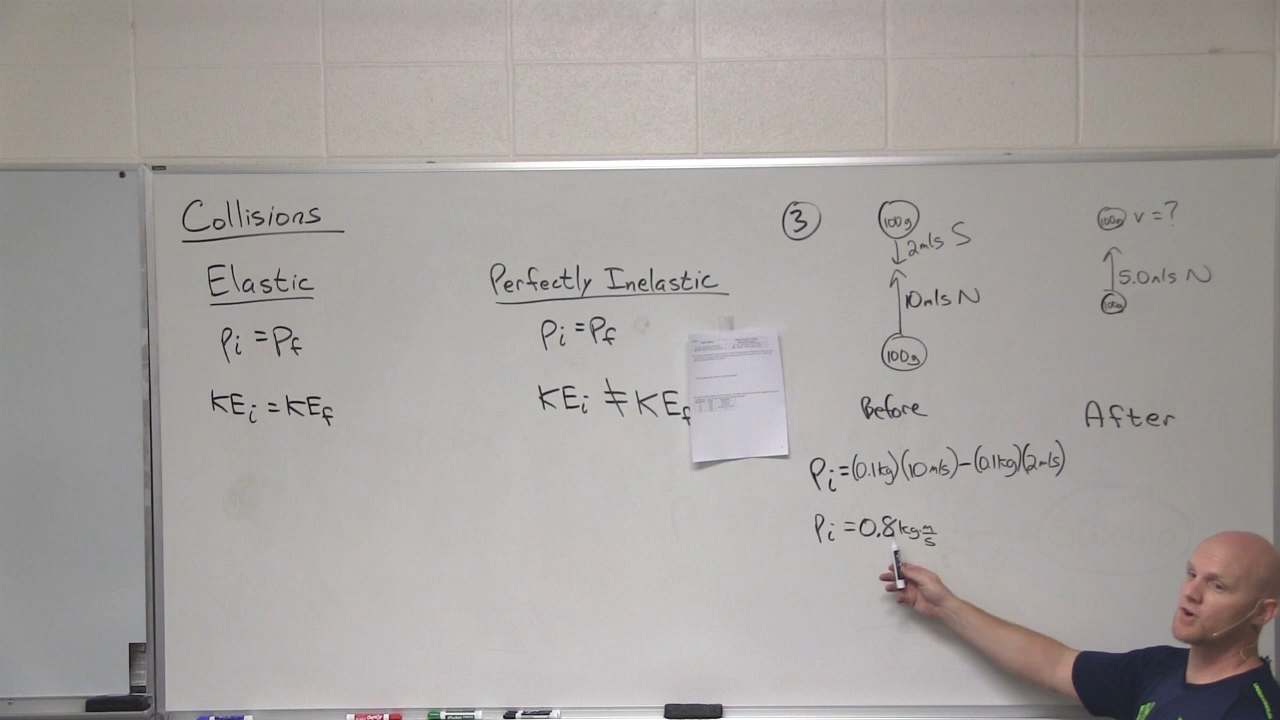 Collisions
Elastic
Pi = Pf
KEi = KEf
Perfectly Inelastic
Pi = Pf
KEi ≠ KEf
3
100g
2m/s S
10m/s N
100g
Before
100g v = ?
5.0m/s N
100g
After
Pi = (0.1kg)(10m/s) - (0.1kg)(2m/s)
Pi = 0.8 kg·m/s